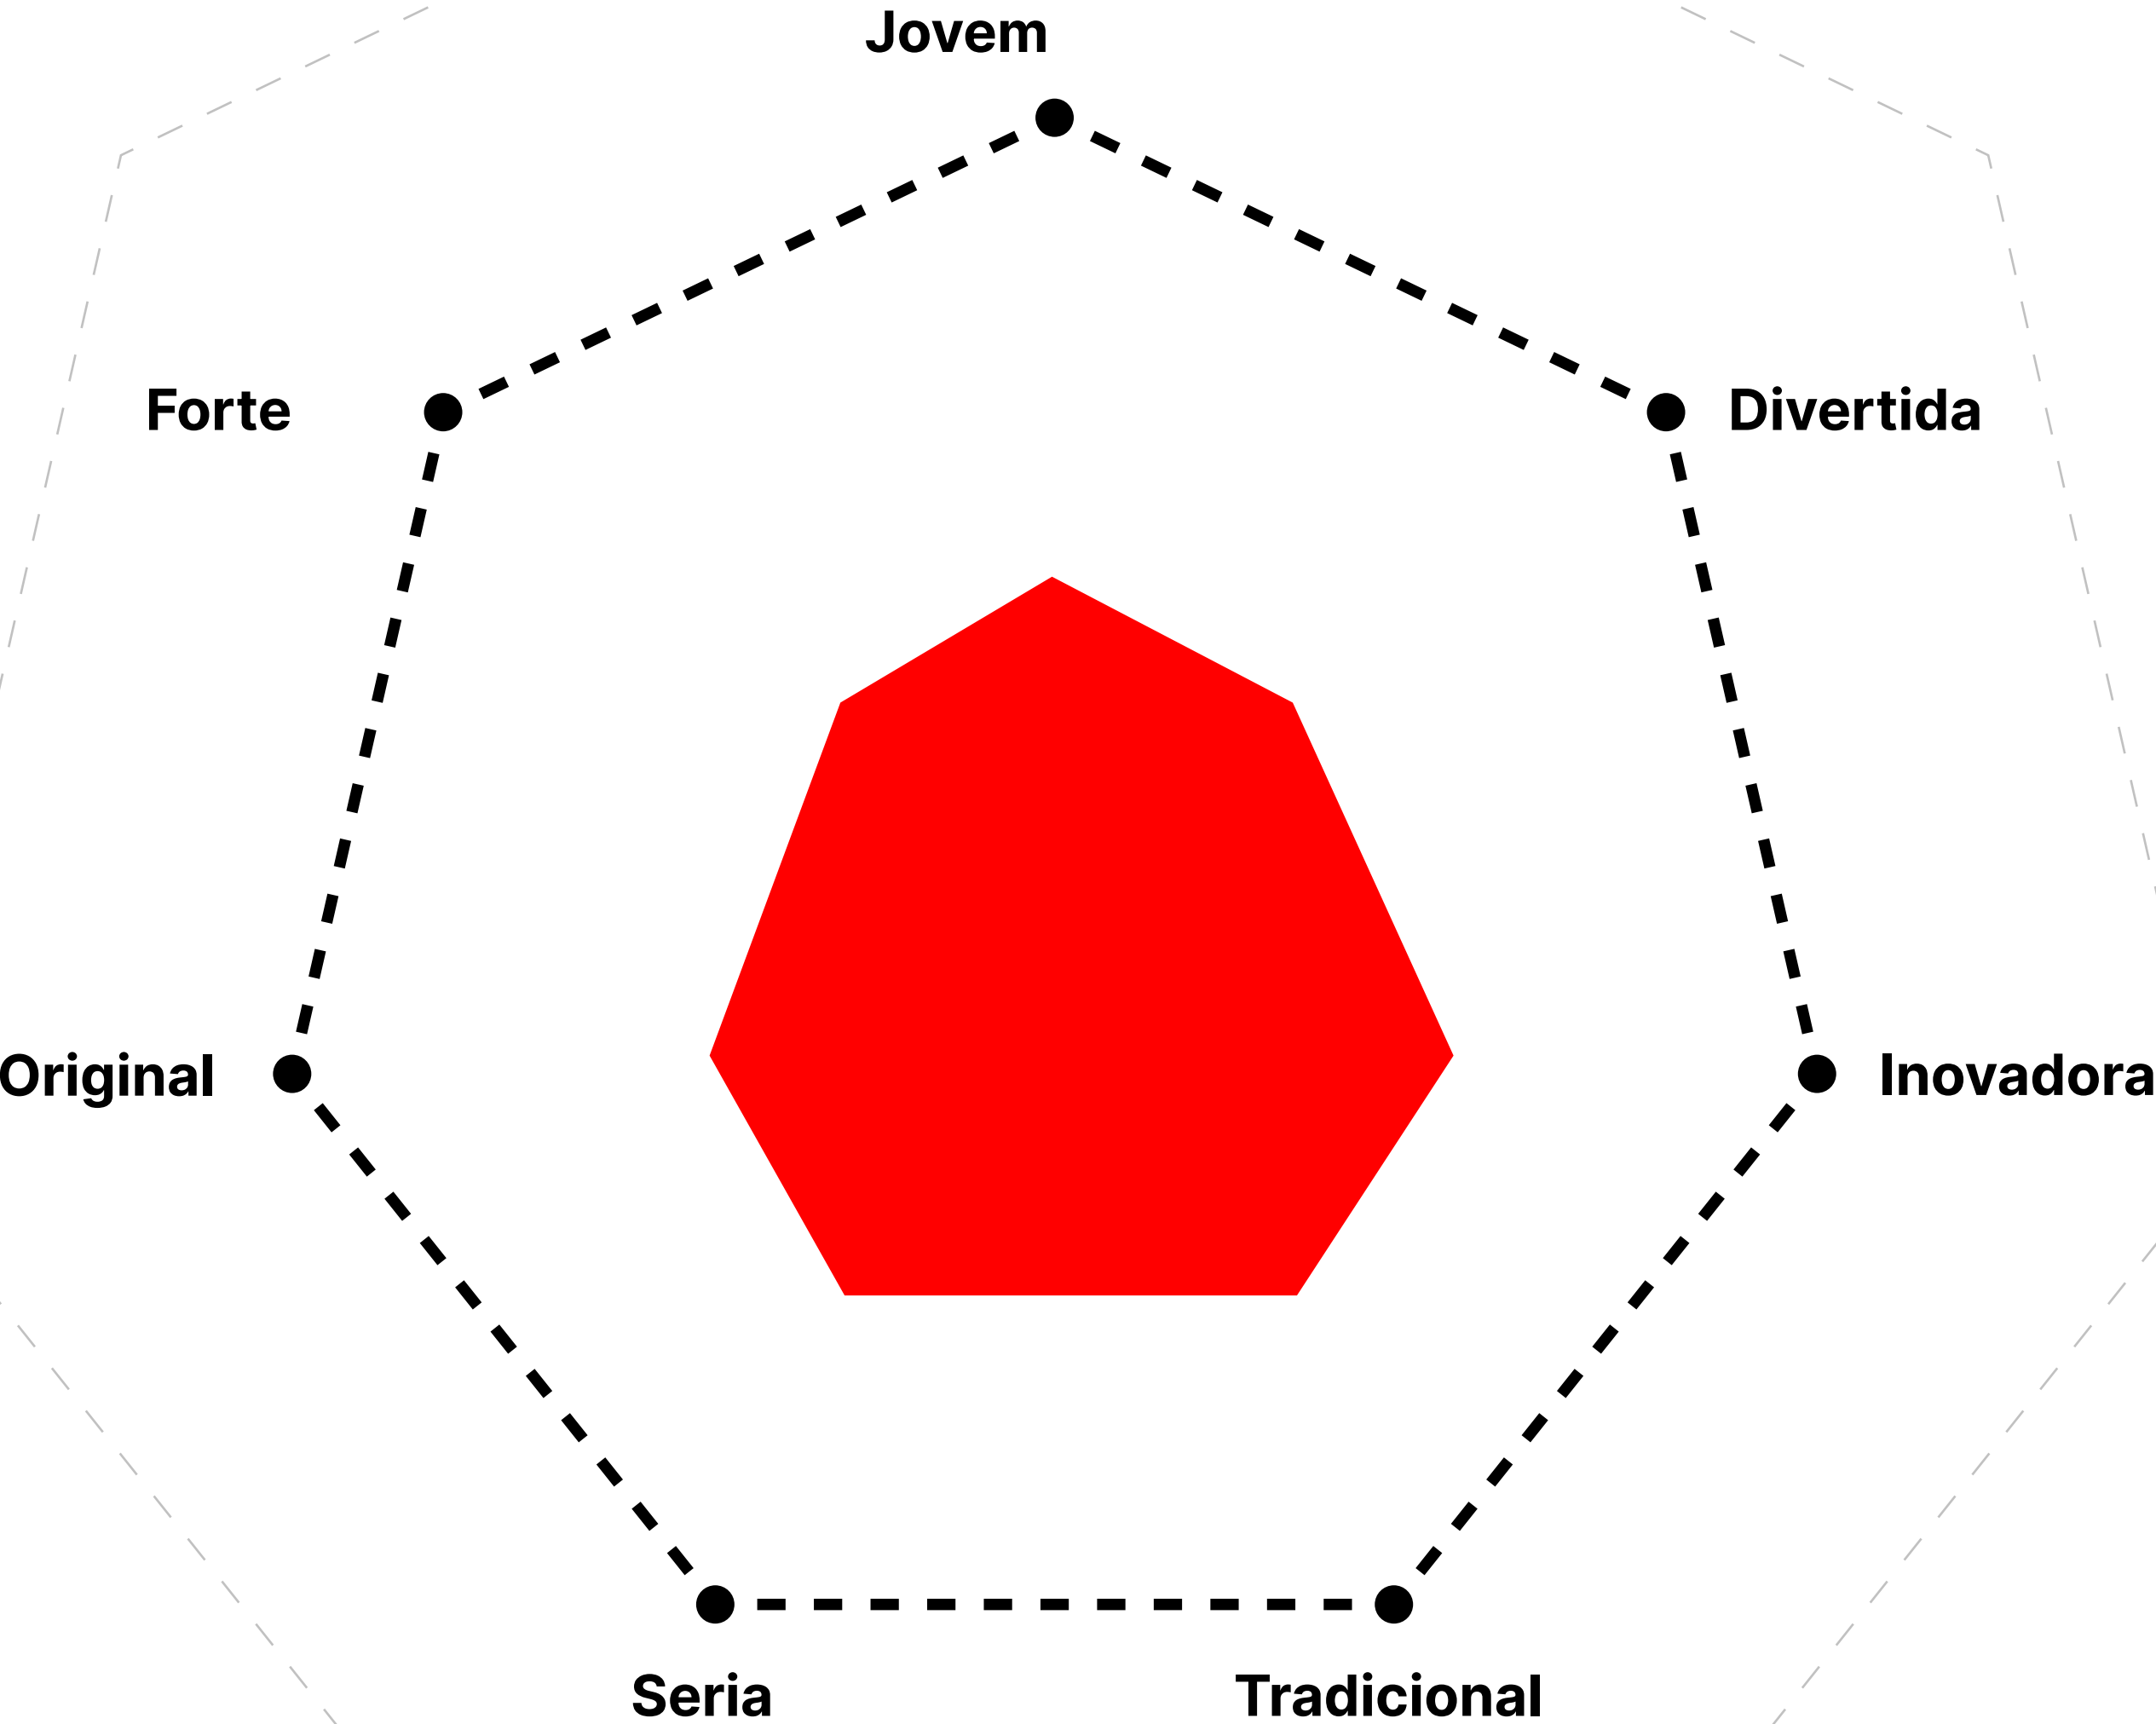 Jovem
Forte
Divertida
Original
Inovadora
Seria
Tradicional